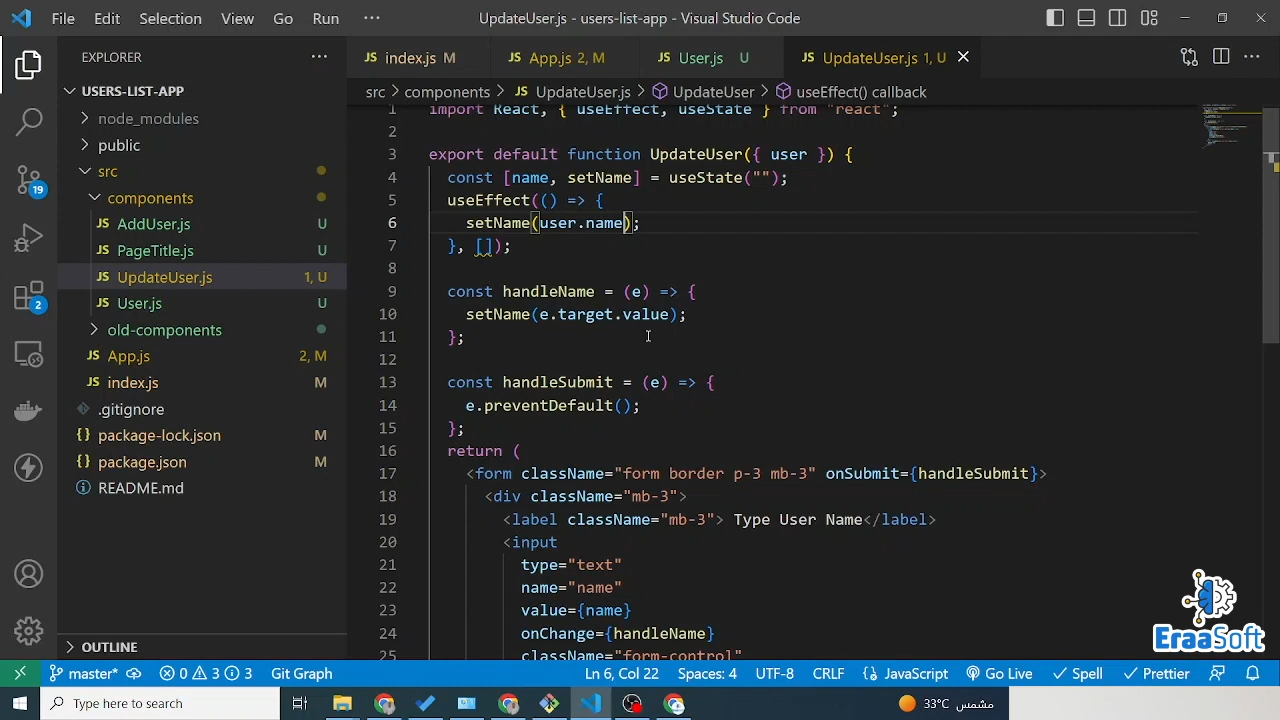 File Edit Selection View Go Run ··· UpdateUser.js - users-list-app - Visual Studio Code
EXPLORER ···
USERS-LIST-APP
node_modules
public
src
components
AddUser.js U
PageTitle.js U
UpdateUser.js 1, U
User.js U
old-components
App.js 2, M
index.js M
.gitignore
package-lock.json M
package.json M
README.md
OUTLINE
19
2
JS index.js M JS App.js 2, M JS User.js U JS UpdateUser.js 1, U
src > components > JS UpdateUser.js > UpdateUser > useEffect() callback
1 import React, { useEffect, useState } from "react";
2
3 export default function UpdateUser({ user }) {
4 const [name, setName] = useState("");
5 useEffect(() => {
6 setName(user.name);
7 }, []);
8
9 const handleName = (e) => {
10 setName(e.target.value);
11 };
12
13 const handleSubmit = (e) => {
14 e.preventDefault();
15 };
16 return (
17 <form className="form border p-3 mb-3" onSubmit={handleSubmit}>
18 <div className="mb-3">
19 <label className="mb-3"> Type User Name</label>
20 <input
21 type="text"
22 name="name"
23 value={name}
24 onChange={handleName}
25 className="form-control"
EraaSoft
master* 0 3 3 Git Graph Ln 6, Col 22 Spaces: 4 UTF-8 CRLF {} JavaScript Go Live Spell Prettier
Type here to search 33°C مشمس